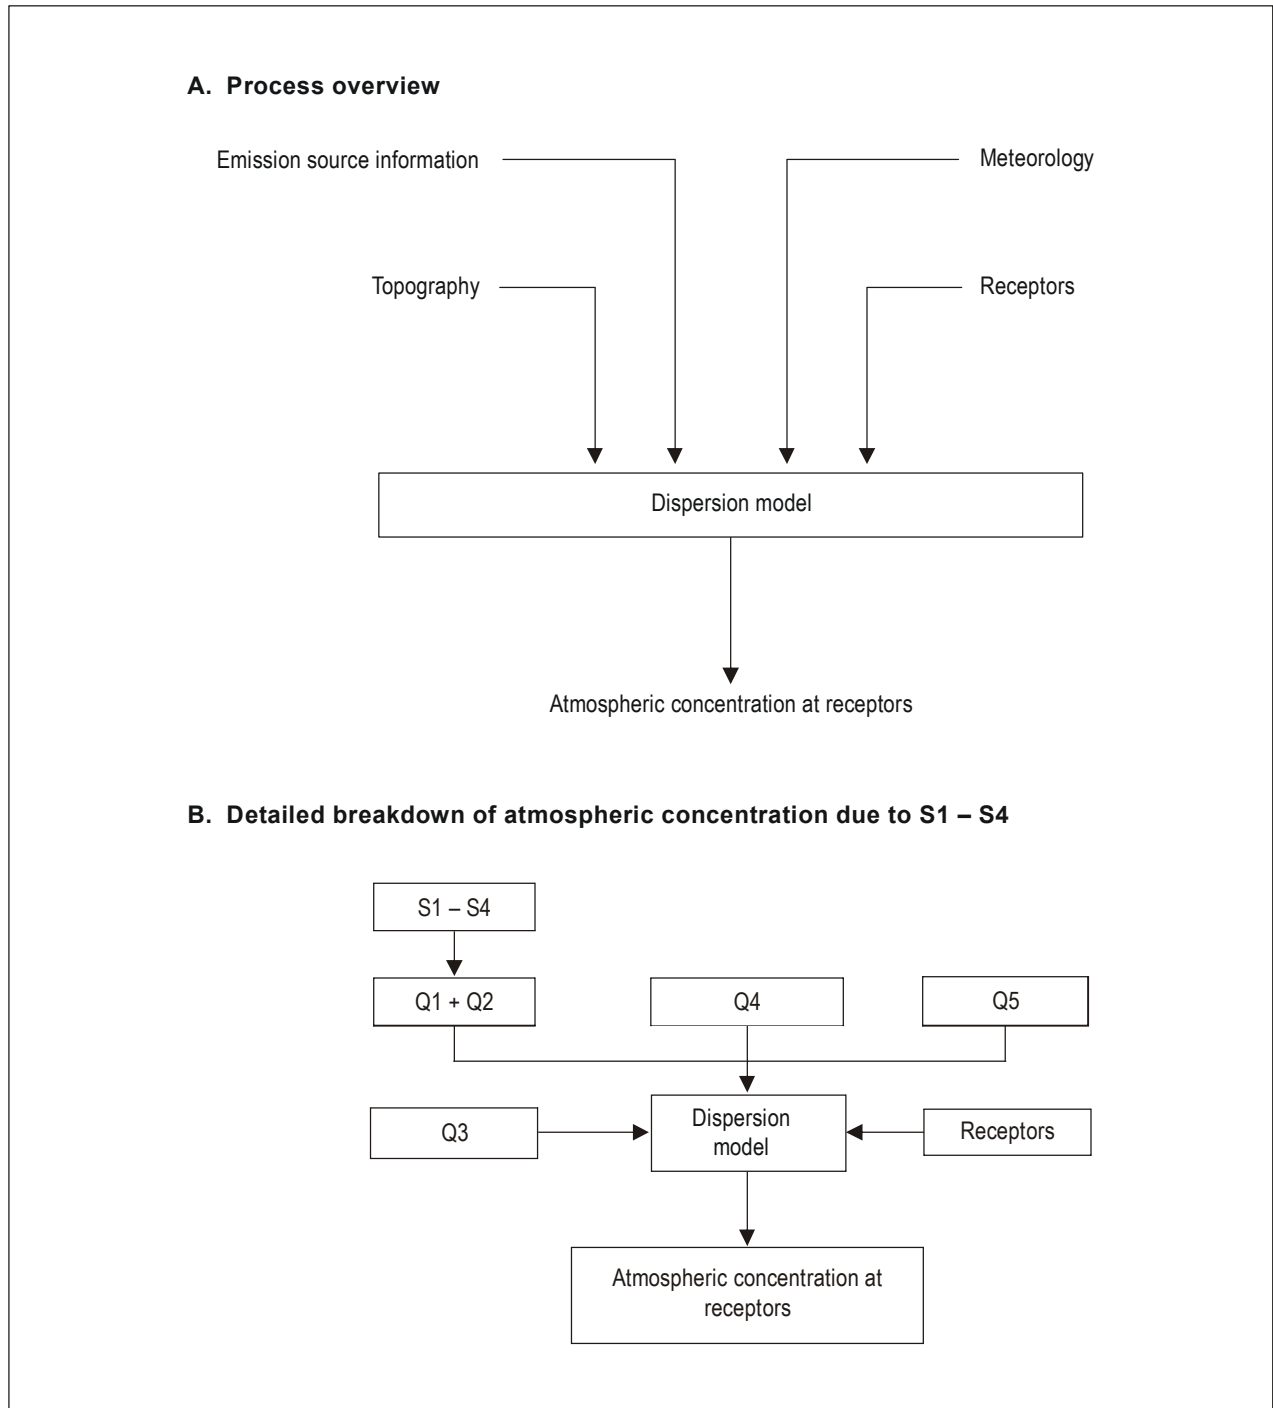 A. Process overview
Emission source information
Meteorology
Topography
Receptors
Dispersion model
Atmospheric concentration at receptors
B. Detailed breakdown of atmospheric concentration due to S1 – S4
S1 – S4
Q1 + Q2
Q4
Q5
Q3
Dispersion
model
Receptors
Atmospheric concentration at
receptors